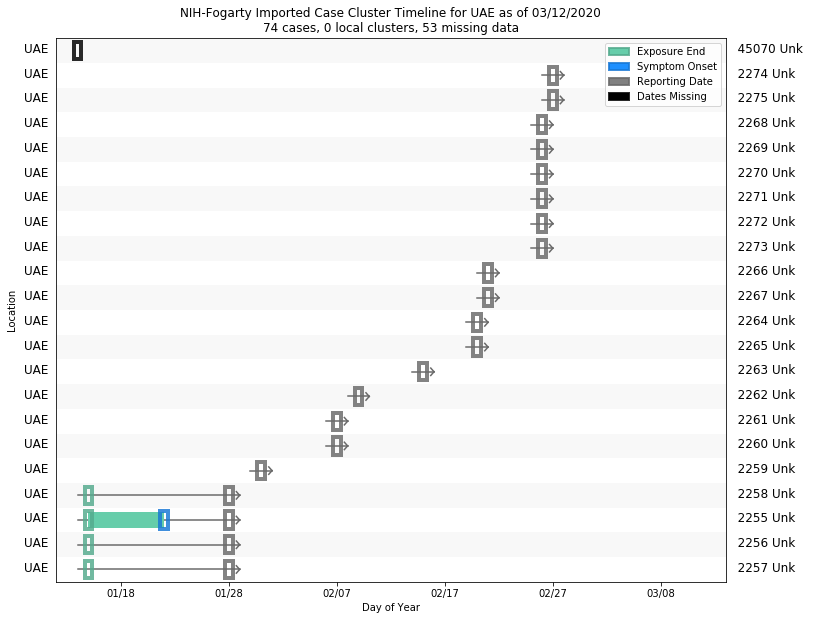 NIH-Fogarty Imported Case Cluster Timeline for UAE as of 03/12/2020
74 cases, 0 local clusters, 53 missing data
Exposure End
Symptom Onset
Reporting Date
Dates Missing
UAE 45070 Unk
UAE 2274 Unk
UAE 2275 Unk
UAE 2268 Unk
UAE 2269 Unk
UAE 2270 Unk
UAE 2271 Unk
UAE 2272 Unk
UAE 2273 Unk
UAE 2266 Unk
UAE 2267 Unk
UAE 2264 Unk
UAE 2265 Unk
UAE 2263 Unk
UAE 2262 Unk
UAE 2261 Unk
UAE 2260 Unk
UAE 2259 Unk
UAE 2258 Unk
UAE 2255 Unk
UAE 2256 Unk
UAE 2257 Unk
Location
01/18 01/28 02/07 02/17 02/27 03/08
Day of Year